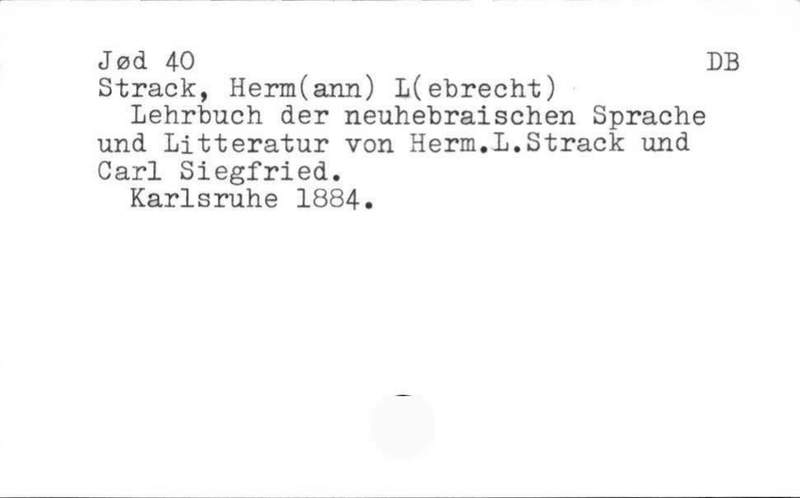 Jød 40 DB
Strack, Herm(ann) L(ebrecht)
Lehrbuch der neuhebraischen Sprache
und Litteratur von Herm.L.Strack und
Carl Siegfried.
Karlsruhe 1884.